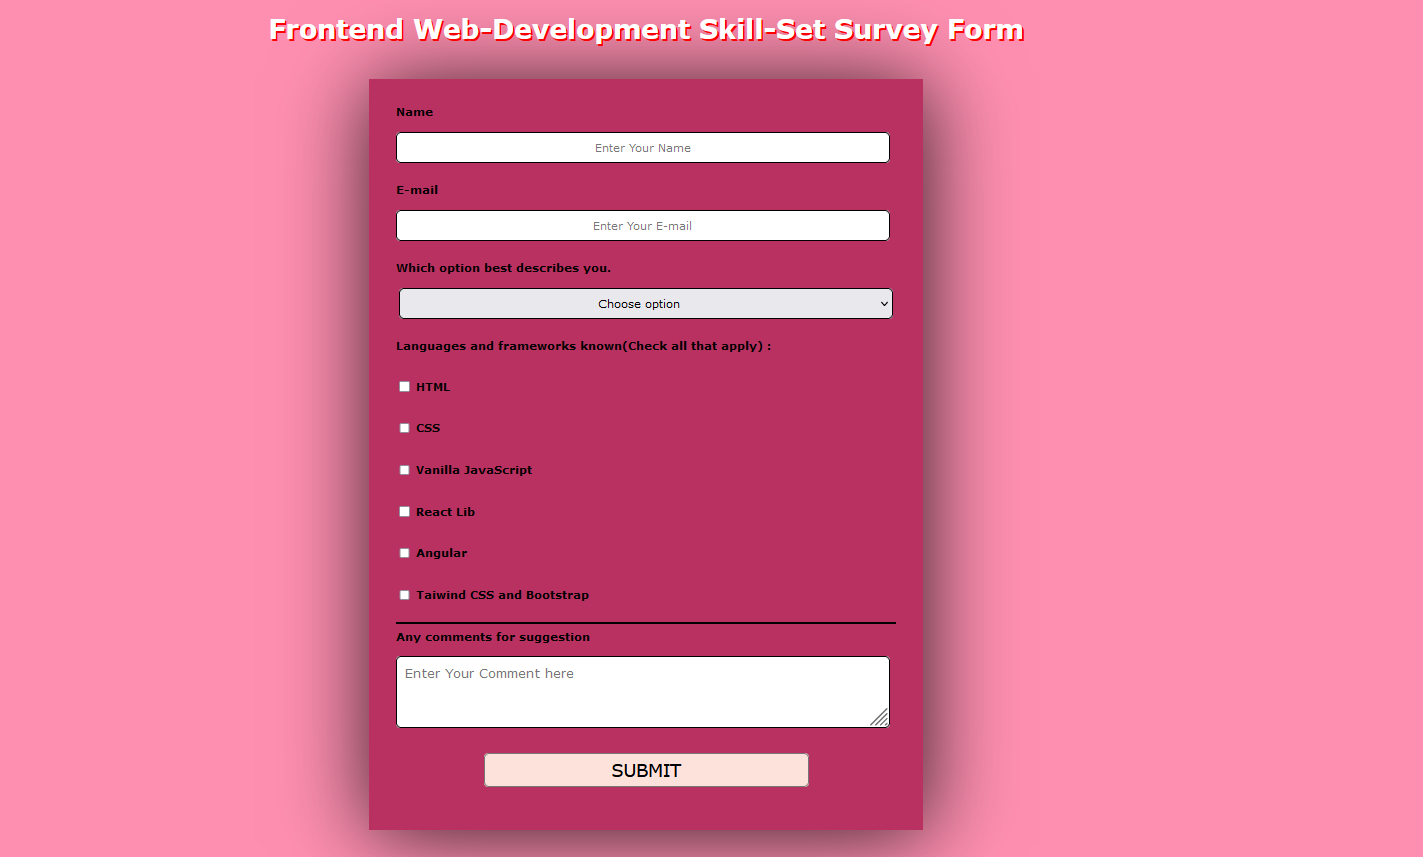 Frontend Web-Development Skill-Set Survey Form
Name
Enter Your Name
E-mail
Enter Your E-mail
Which option best describes you.
Choose option
Languages and frameworks known(Check all that apply) :
HTML
CSS
Vanilla JavaScript
React Lib
Angular
Taiwind CSS and Bootstrap
Any comments for suggestion
Enter Your Comment here
SUBMIT